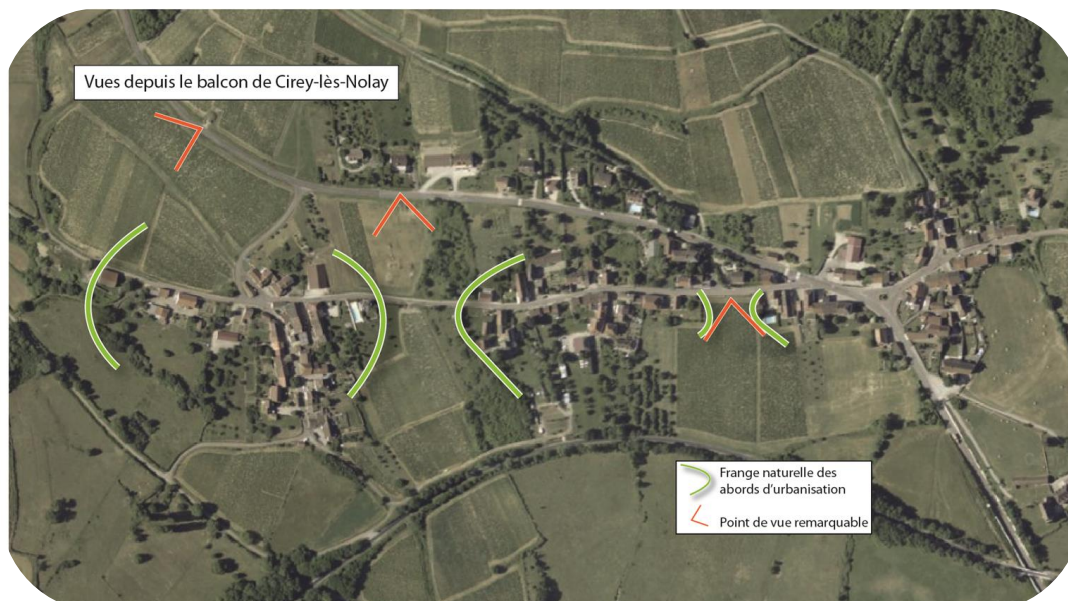 Vues depuis le balcon de Cirey-lès-Nolay
Frange naturelle des
abords d'urbanisation
Point de vue remarquable